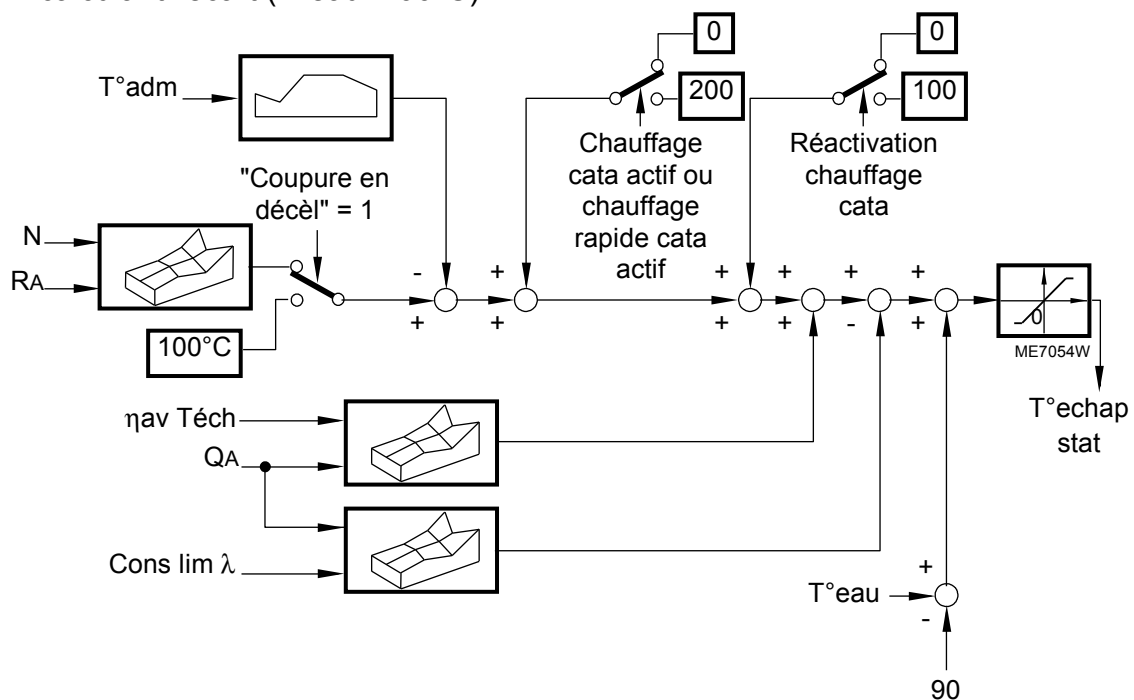 0
0
T°adm
200
100
Chauffage
cata actif ou
chauffage
rapide cata
actif
Réactivation
chauffage
cata
"Coupure en
décèl" = 1
N
RA
- + + + + +
+ + + + - +
0
100°C
ME7054W
T°echap
stat
ηav Téch
QA
Cons lim λ
+
T°eau
-
90